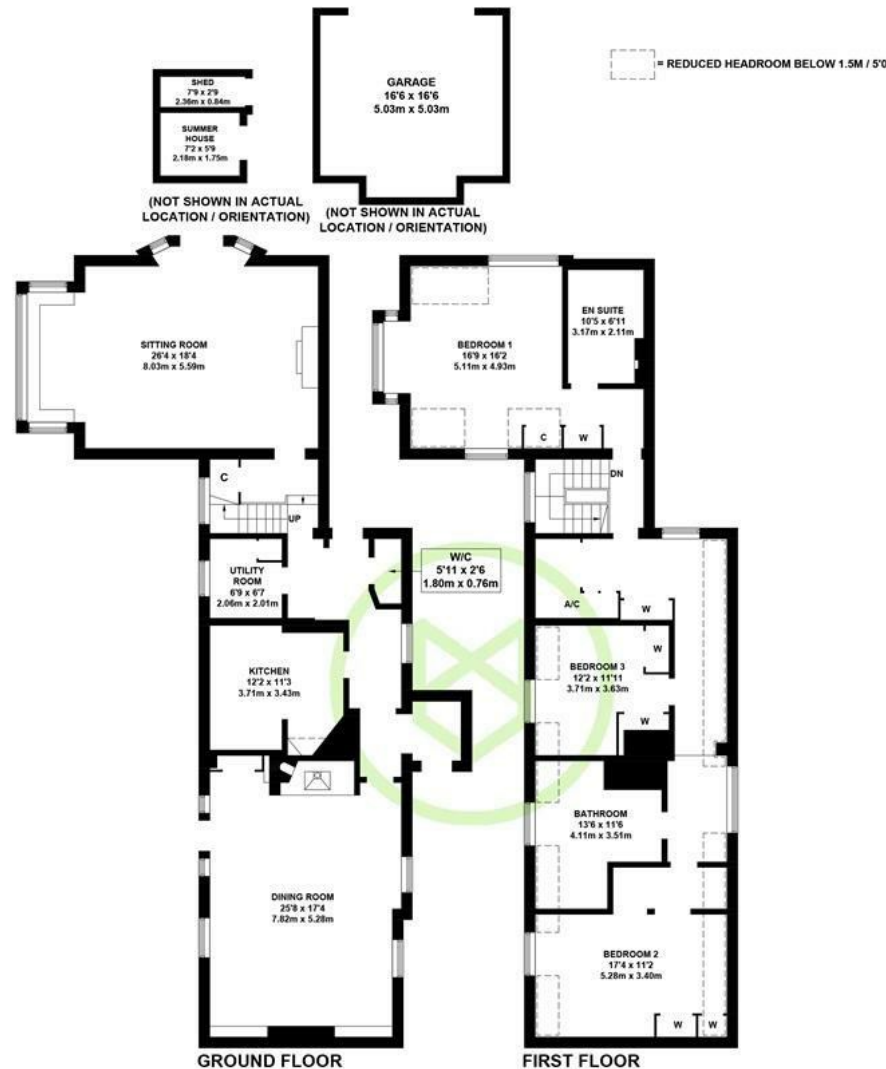 SHED
7'9 x 2'9
2.36m x 0.84m
SUMMER
HOUSE
7'2 x 5'9
2.18m x 1.75m
(NOT SHOWN IN ACTUAL
LOCATION / ORIENTATION)
GARAGE
16'6 x 16'6
5.03m x 5.03m
(NOT SHOWN IN ACTUAL
LOCATION / ORIENTATION)
= REDUCED HEADROOM BELOW 1.5M / 5'0
SITTING ROOM
26'4 x 18'4
8.03m x 5.59m
C
UP
UTILITY
ROOM
6'9 x 6'7
2.06m x 2.01m
W/C
5'11 x 2'6
1.80m x 0.76m
KITCHEN
12'2 x 11'3
3.71m x 3.43m
DINING ROOM
25'8 x 17'4
7.82m x 5.28m
GROUND FLOOR
BEDROOM 1
16'9 x 16'2
5.11m x 4.93m
EN SUITE
10'5 x 6'11
3.17m x 2.11m
C
W
DN
A/C
W
BEDROOM 3
12'2 x 11'11
3.71m x 3.63m
W
W
BATHROOM
13'6 x 11'6
4.11m x 3.51m
BEDROOM 2
17'4 x 11'2
5.28m x 3.40m
W
W
FIRST FLOOR